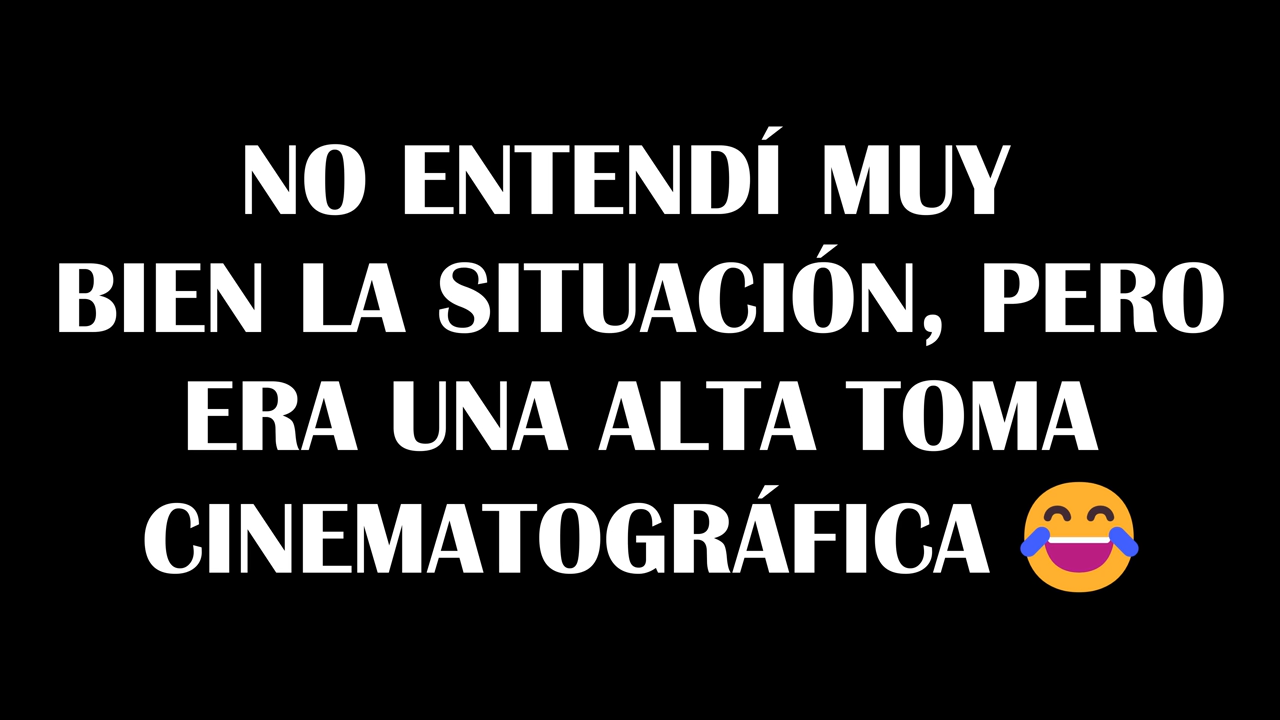 NO ENTENDÍ MUY
BIEN LA SITUACIÓN, PERO
ERA UNA ALTA TOMA
CINEMATOGRÁFICA 😂